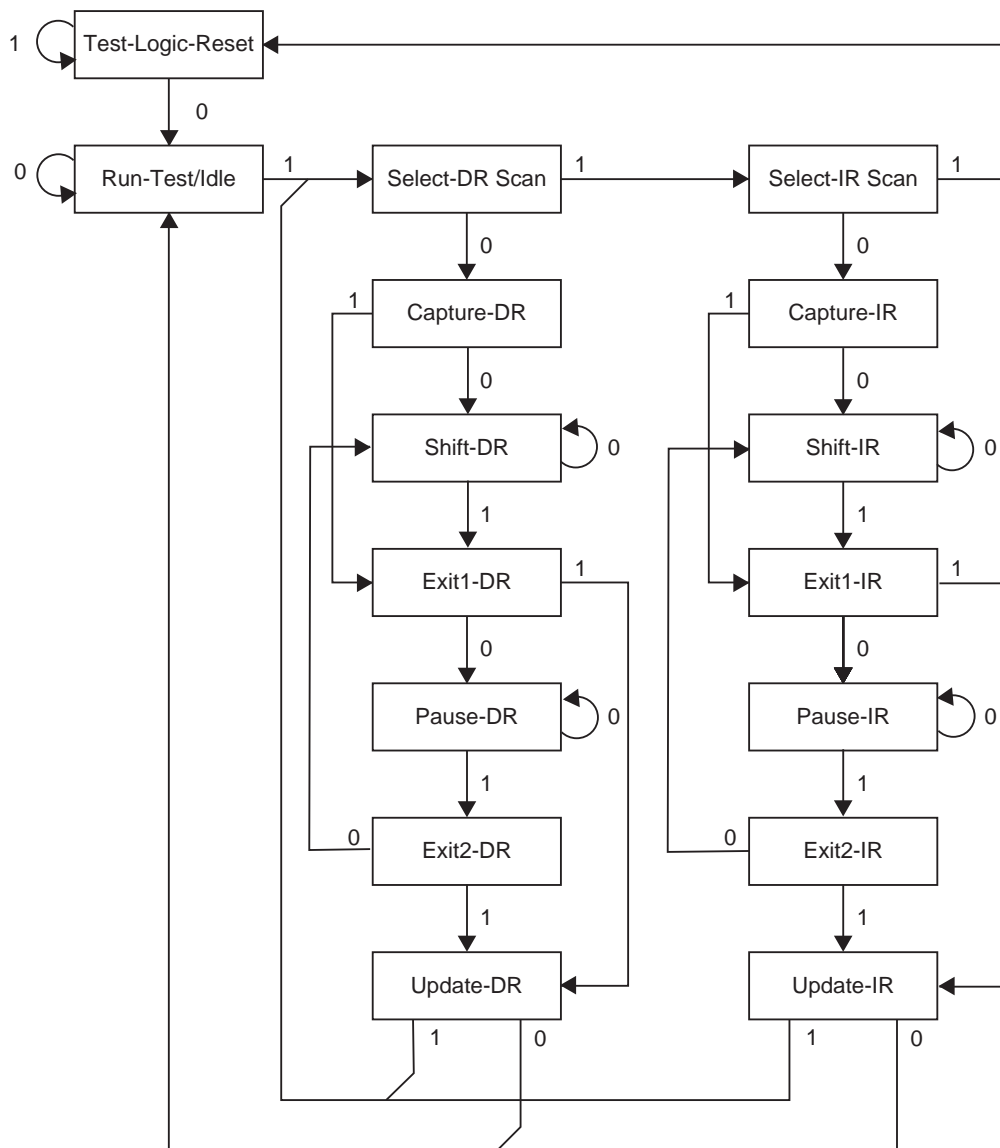 1 Test-Logic-Reset
0
0 Run-Test/Idle 1 Select-DR Scan 1 Select-IR Scan 1
0 0
1 Capture-DR 1 Capture-IR
0 0
Shift-DR 0 Shift-IR 0
1 1
Exit1-DR 1 Exit1-IR 1
0 0
Pause-DR 0 Pause-IR 0
1 1
0 Exit2-DR 0 Exit2-IR
1 1
Update-DR Update-IR
1 0 1 0